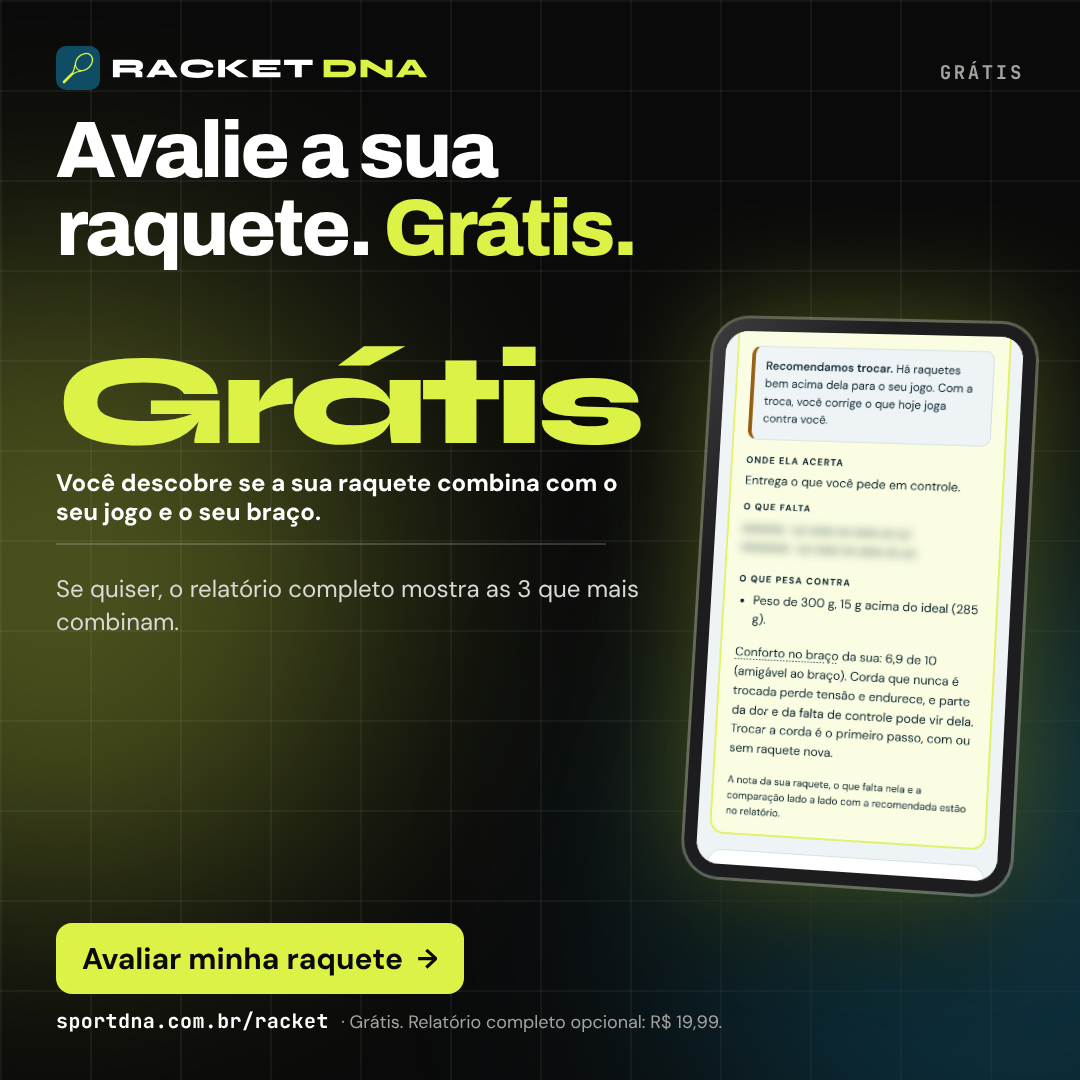 RACKET DNA
GRÁTIS
Avalie a sua
raquete. Grátis.
Grátis
Você descobre se a sua raquete combina com o
seu jogo e o seu braço.
Se quiser, o relatório completo mostra as 3 que mais
combinam.
Recomendamos trocar. Há raquetes
bem acima dela para o seu jogo. Com a
troca, você corrige o que hoje joga
contra você.
ONDE ELA ACERTA
Entrega o que você pede em controle.
O QUE FALTA
O QUE PESA CONTRA
• Peso de 300 g, 15 g acima do ideal (285
g).
Conforto no braço da sua: 6,9 de 10
(amigável ao braço). Corda que nunca é
trocada perde tensão e endurece, e parte
da dor e da falta de controle pode vir dela.
Trocar a corda é o primeiro passo, com ou
sem raquete nova.
A nota da sua raquete, o que falta nela e a
comparação lado a lado com a recomendada estão
no relatório.
Avaliar minha raquete →
sportdna.com.br/racket · Grátis. Relatório completo opcional: R$ 19,99.